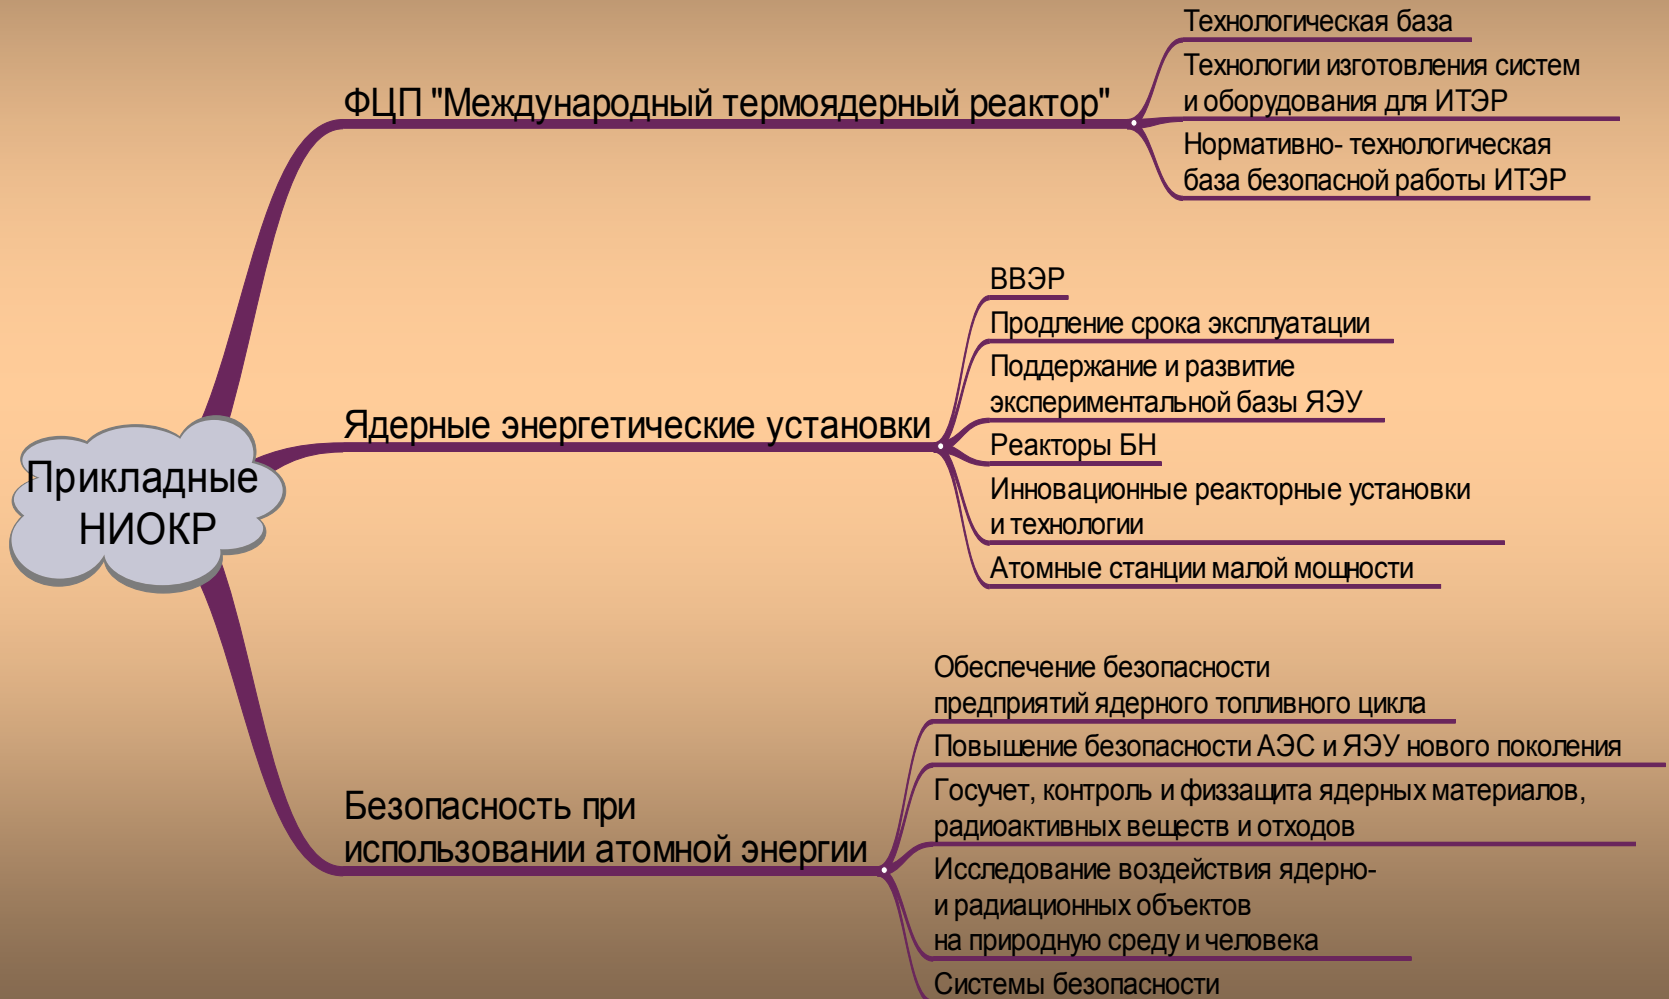 Прикладные
НИОКР
ФЦП "Международный термоядерный реактор"
Технологическая база
Технологии изготовления систем
и оборудования для ИТЭР
Нормативно- технологическая
база безопасной работы ИТЭР
Ядерные энергетические установки
ВВЭР
Продление срока эксплуатации
Поддержание и развитие
экспериментальной базы ЯЭУ
Реакторы БН
Инновационные реакторные установки
и технологии
Атомные станции малой мощности
Безопасность при
использовании атомной энергии
Обеспечение безопасности
предприятий ядерного топливного цикла
Повышение безопасности АЭС и ЯЭУ нового поколения
Госучет, контроль и физзащита ядерных материалов,
радиоактивных веществ и отходов
Исследование воздействия ядерно-
и радиационных объектов
на природную среду и человека
Системы безопасности